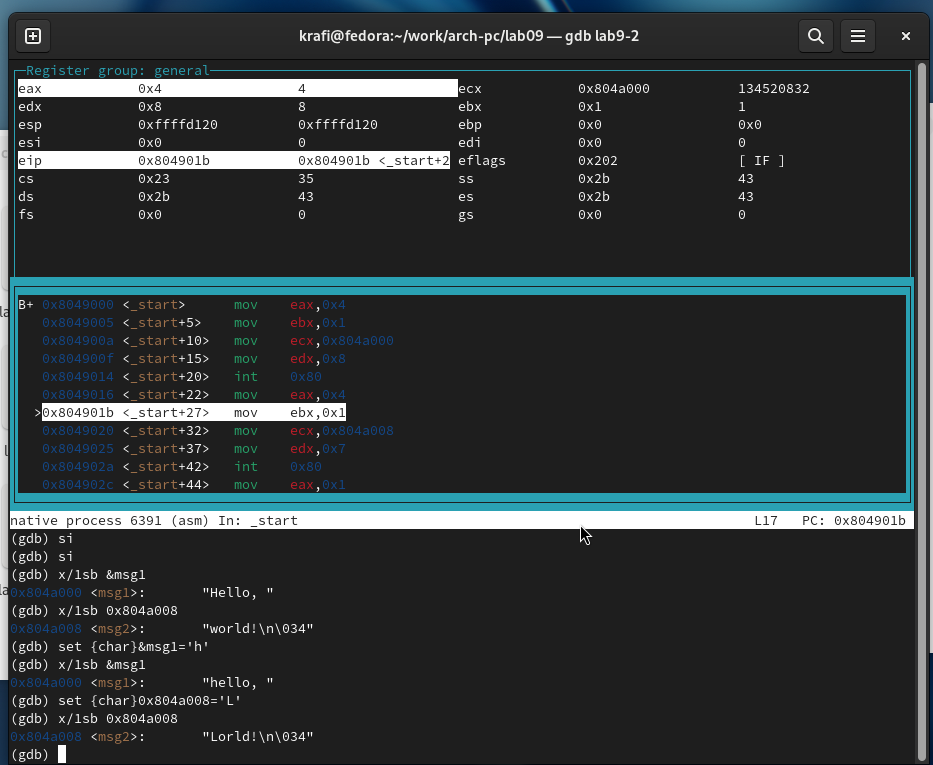 krafi@fedora:~/work/arch-pc/lab09 — gdb lab9-2
Register group: general
eax 0x4 4 ecx 0x804a000 134520832
edx 0x8 8 ebx 0x1 1
esp 0xffffd120 0xffffd120 ebp 0x0 0x0
esi 0x0 0 edi 0x0 0
eip 0x804901b 0x804901b <_start+2 eflags 0x202 [ IF ]
cs 0x23 35 ss 0x2b 43
ds 0x2b 43 es 0x2b 43
fs 0x0 0 gs 0x0 0
B+ 0x8049000 <_start> mov eax,0x4
0x8049005 <_start+5> mov ebx,0x1
0x804900a <_start+10> mov ecx,0x804a000
0x804900f <_start+15> mov edx,0x8
0x8049014 <_start+20> int 0x80
0x8049016 <_start+22> mov eax,0x4
>0x804901b <_start+27> mov ebx,0x1
0x8049020 <_start+32> mov ecx,0x804a008
0x8049025 <_start+37> mov edx,0x7
0x804902a <_start+42> int 0x80
0x804902c <_start+44> mov eax,0x1
native process 6391 (asm) In: _start L17 PC: 0x804901b
(gdb) si
(gdb) si
(gdb) x/1sb &msg1
0x804a000 <msg1>: "Hello, "
(gdb) x/1sb 0x804a008
0x804a008 <msg2>: "world!\n\034"
(gdb) set {char}&msg1='h'
(gdb) x/1sb &msg1
0x804a000 <msg1>: "hello, "
(gdb) set {char}0x804a008='L'
(gdb) x/1sb 0x804a008
0x804a008 <msg2>: "Lorld!\n\034"
(gdb)